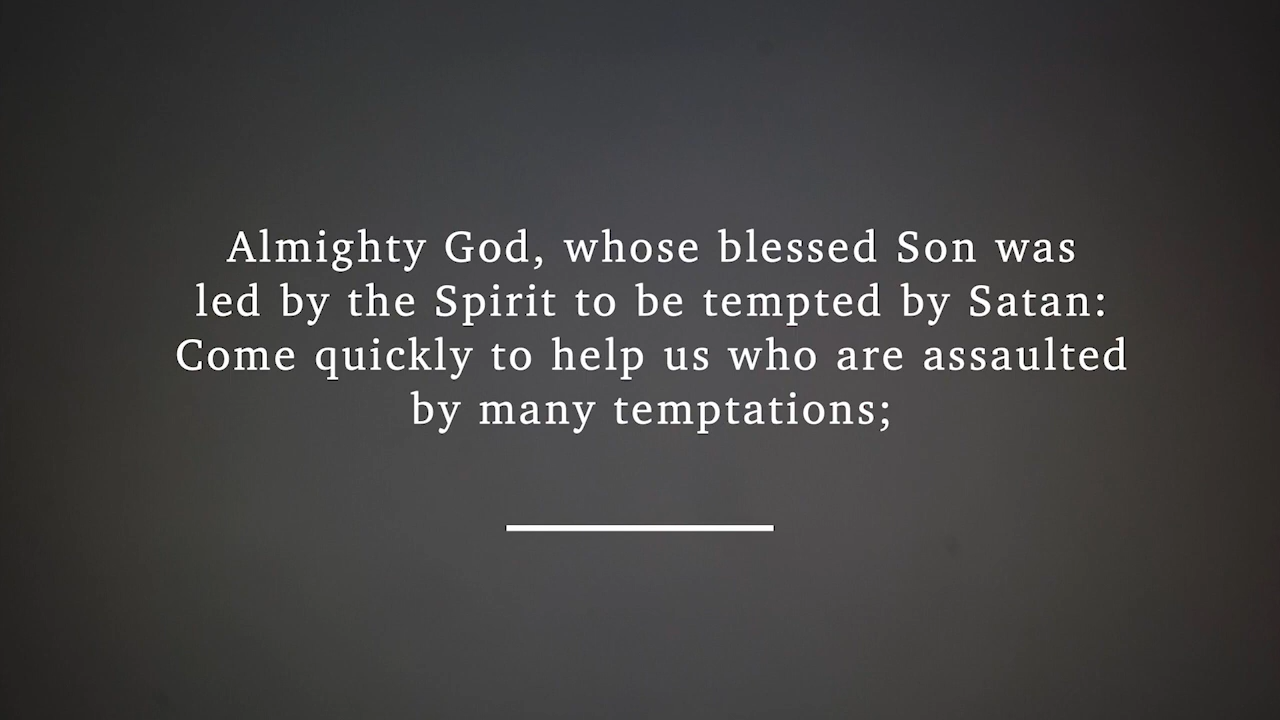 Almighty God, whose blessed Son was
led by the Spirit to be tempted by Satan:
Come quickly to help us who are assaulted
by many temptations;